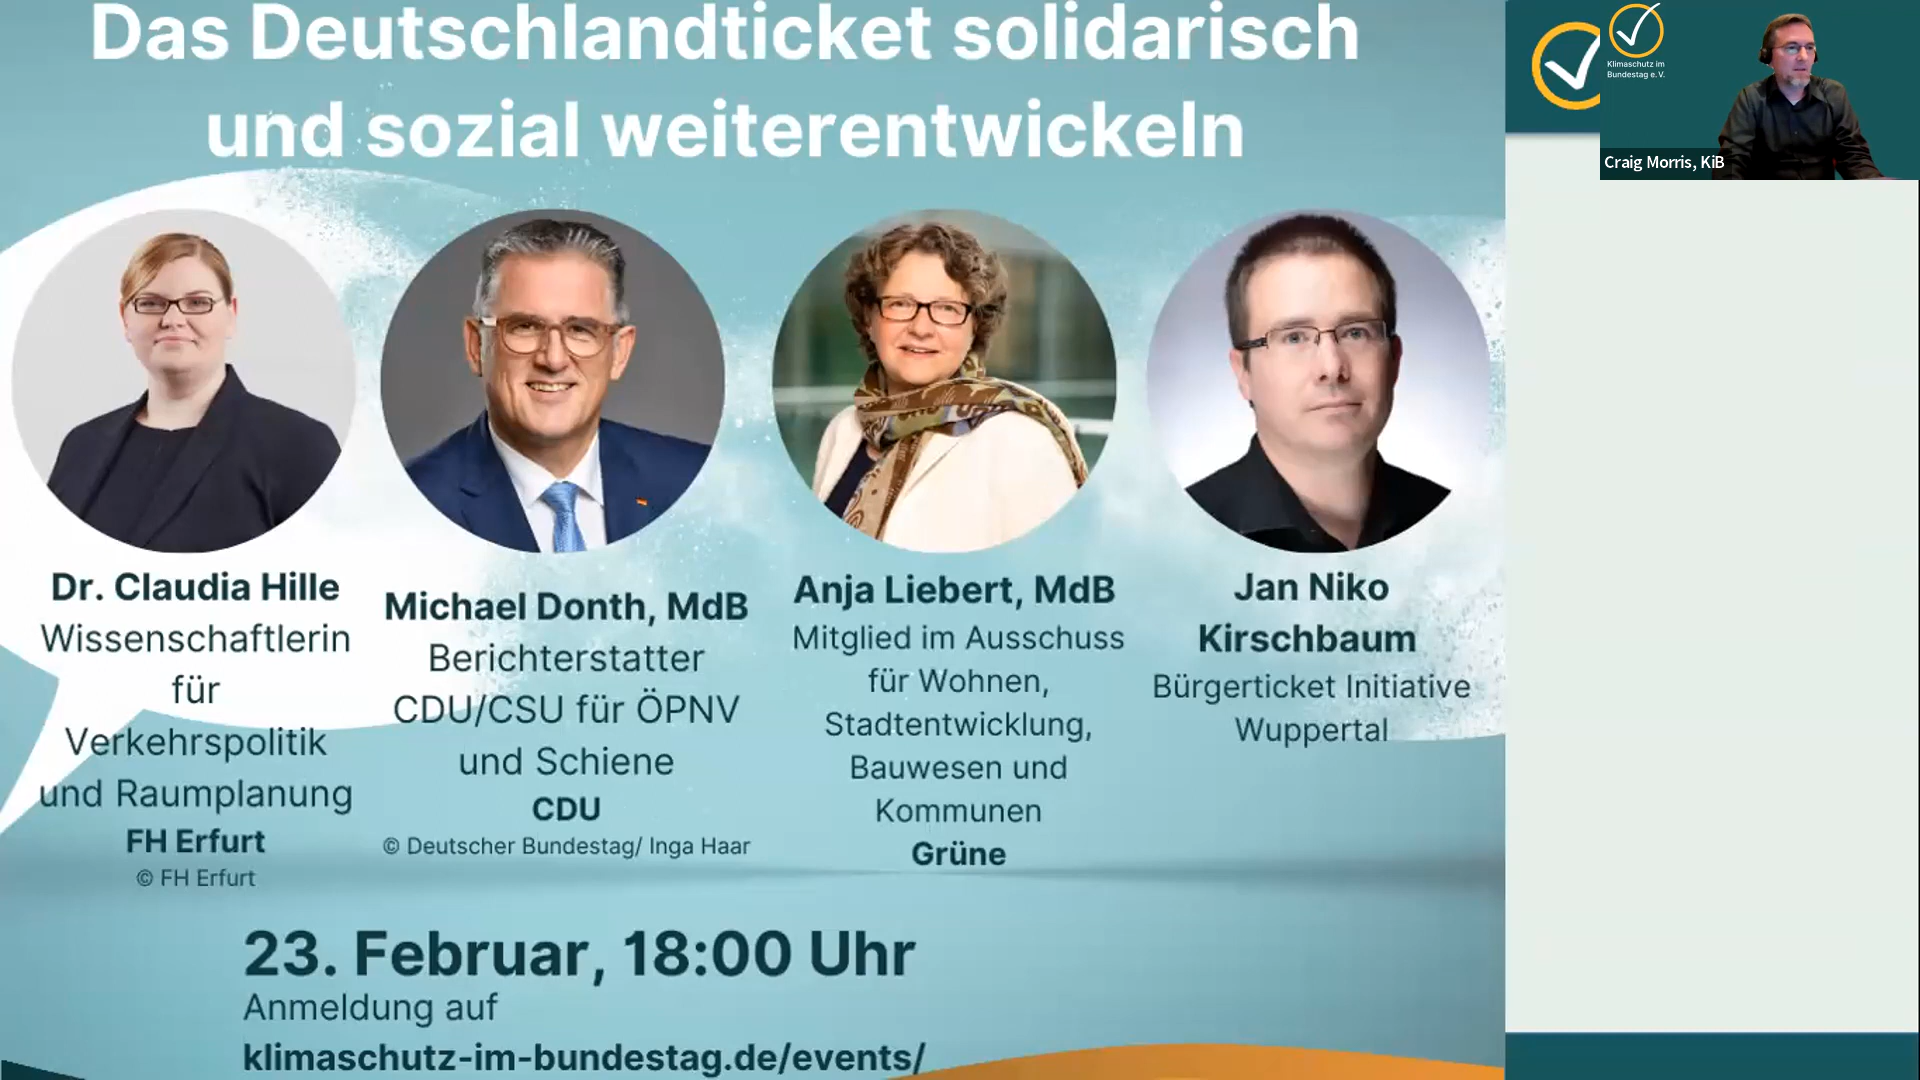 Das Deutschlandticket solidarisch
und sozial weiterentwickeln
Dr. Claudia Hille
Wissenschaftlerin
für
Verkehrspolitik
und Raumplanung
FH Erfurt
© FH Erfurt
Michael Donth, MdB
Berichterstatter
CDU/CSU für ÖPNV
und Schiene
CDU
© Deutscher Bundestag/ Inga Haar
Anja Liebert, MdB
Mitglied im Ausschuss
für Wohnen,
Stadtentwicklung,
Bauwesen und
Kommunen
Grüne
Jan Niko
Kirschbaum
Bürgerticket Initiative
Wuppertal
23. Februar, 18:00 Uhr
Anmeldung auf
klimaschutz-im-bundestag.de/events/
Klimaschutz im
Bundestag e. V.
Craig Morris, KiB